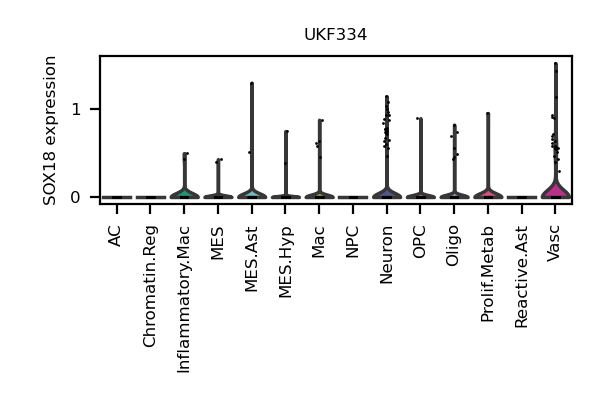 UKF334
SOX18 expression
1
0
AC
Chromatin.Reg
Inflammatory.Mac
MES
MES.Ast
MES.Hyp
Mac
NPC
Neuron
OPC
Oligo
Prolif.Metab
Reactive.Ast
Vasc